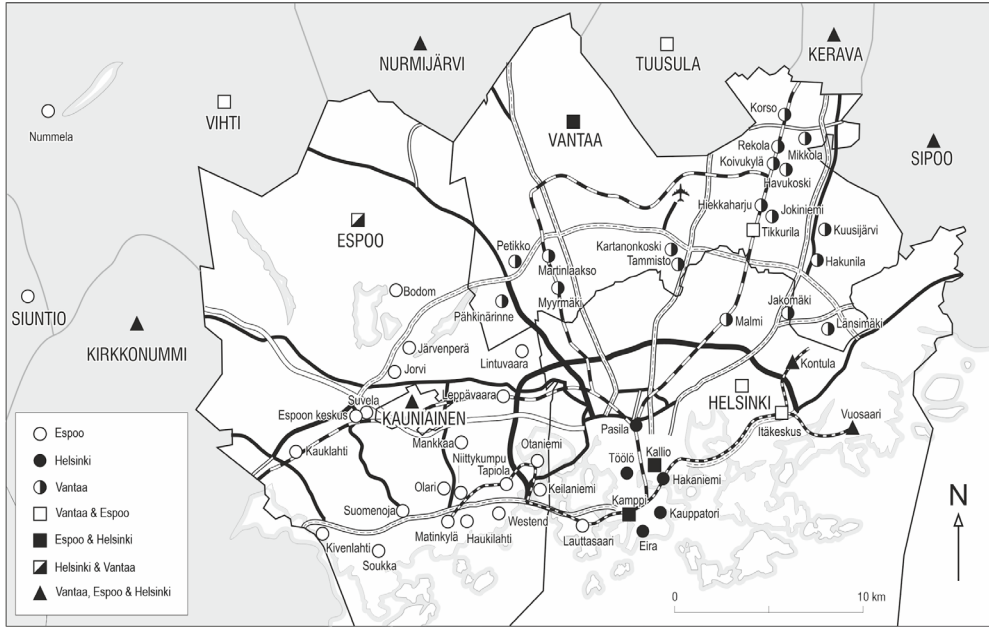 NURMIJÄRVI
TUUSULA
KERAVA
VIHTI
Nummela
VANTAA
Korso
SIPOO
Rekola
Mikkola
Koivukylä
Havukoski
Hiekkaharju
Jokiniemi
ESPOO
Tikkurila
Kuusijärvi
Petikko
Kartanonkoski
Tammisto
Martinlaakso
Hakunila
Bodom
Myyrmäki
SIUNTIO
Pähkinärinne
Jakomäki
Malmi
Länsimäki
KIRKKONUMMI
Järvenperä
Lintuvaara
Jorvi
Kontula
Leppävaara
HELSINKI
Suvela
Espoon keskus
KAUNIAINEN
Vuosaari
Pasila
Itäkeskus
Mankkaa
Otaniemi
Kauklahti
Niittykumpu
Töölö
Kallio
Tapiola
Hakaniemi
Olari
Keilaniemi
Kamppi
Suomenoja
Westend
Kauppatori
Matinkylä
Haukilahti
Lauttasaari
Eira
Kivenlahti
Soukka
Espoo
Helsinki
Vantaa
Vantaa & Espoo
Espoo & Helsinki
Helsinki & Vantaa
Vantaa, Espoo & Helsinki
N
0 10 km